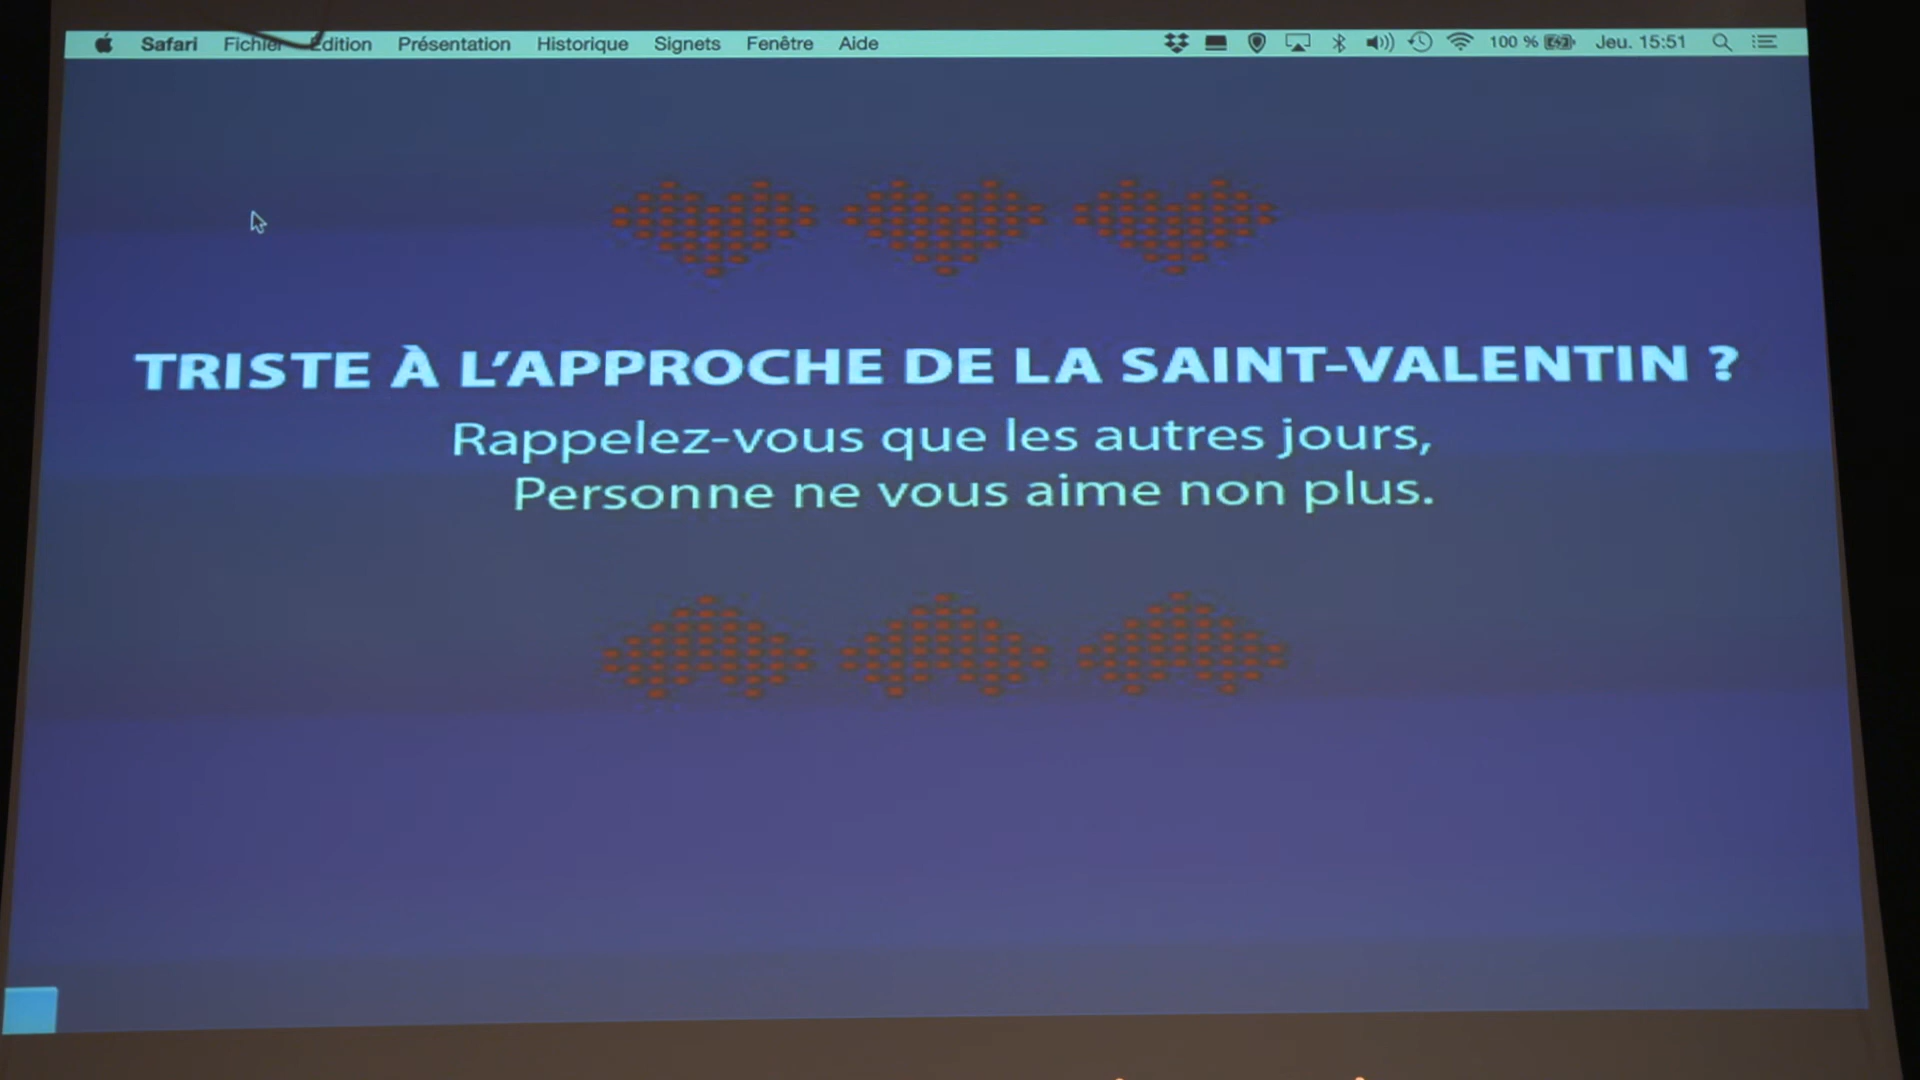 Safari Fichier Édition Présentation Historique Signets Fenêtre Aide 100 % Jeu. 15:51
TRISTE À L’APPROCHE DE LA SAINT-VALENTIN ?
Rappelez-vous que les autres jours,
Personne ne vous aime non plus.